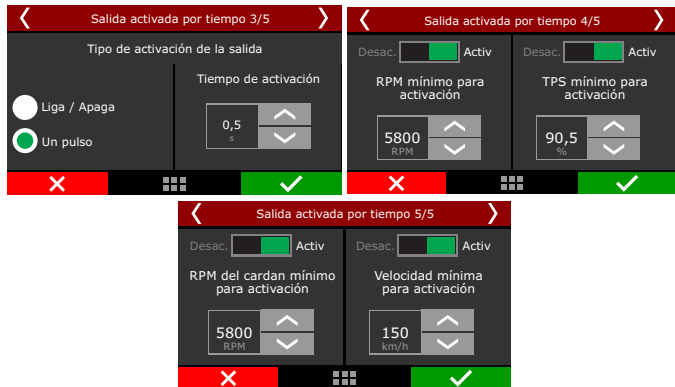 Salida activada por tiempo 3/5
Tipo de activación de la salida
Liga / Apaga
Un pulso
Tiempo de activación
0,5
s
Salida activada por tiempo 4/5
Desac. Activ
RPM mínimo para
activación
5800
RPM
Desac. Activ
TPS mínimo para
activación
90,5
%
Salida activada por tiempo 5/5
Desac. Activ
RPM del cardan mínimo
para activación
5800
RPM
Desac. Activ
Velocidad mínima
para activación
150
km/h